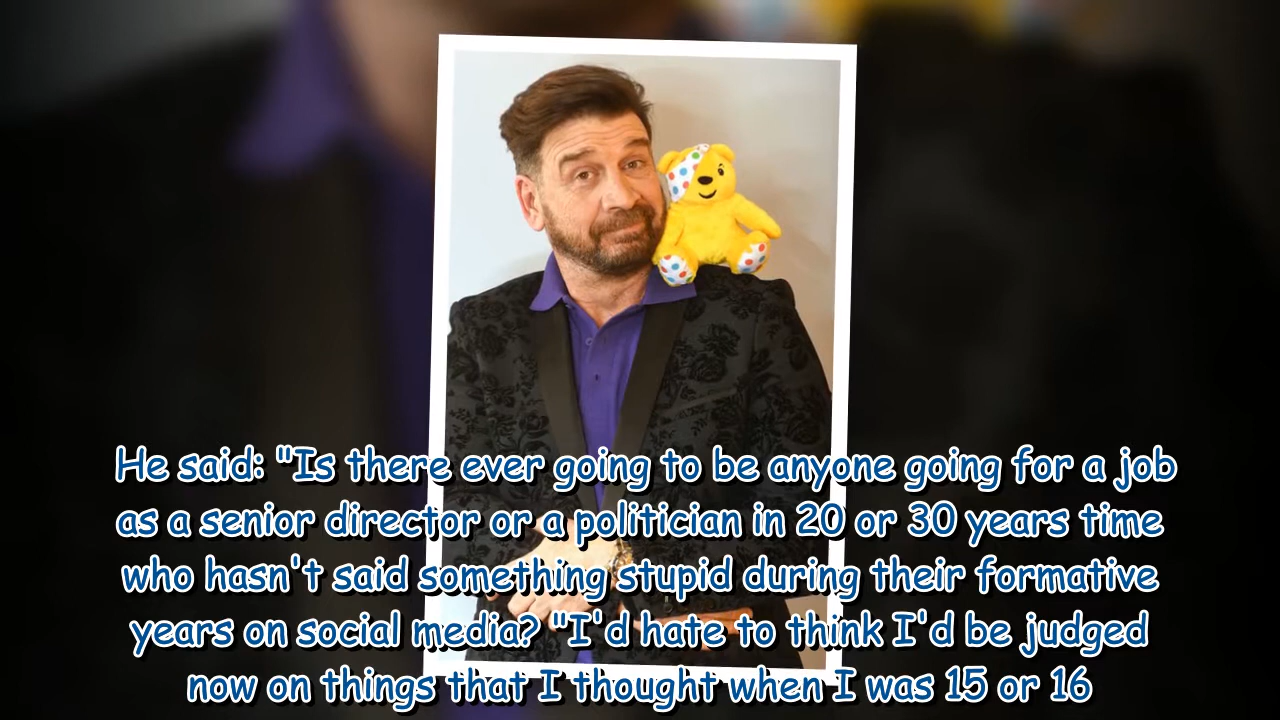 He said: "Is there ever going to be anyone going for a job
as a senior director or a politician in 20 or 30 years time
who hasn't said something stupid during their formative
years on social media? "I'd hate to think I'd be judged
now on things that I thought when I was 15 or 16